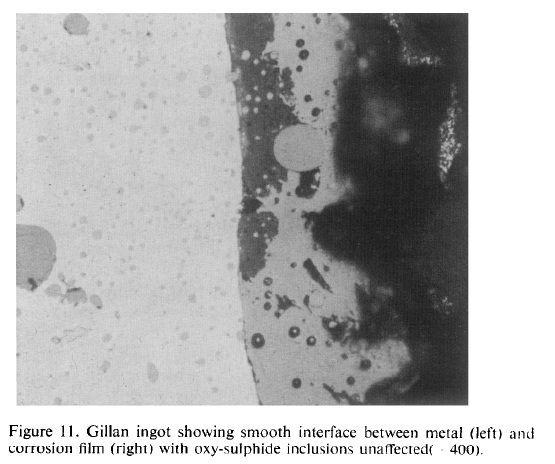 Figure 11. Gillan ingot showing smooth interface between metal (left) and
corrosion film (right) with oxy-sulphide inclusions unaffected( · 400).